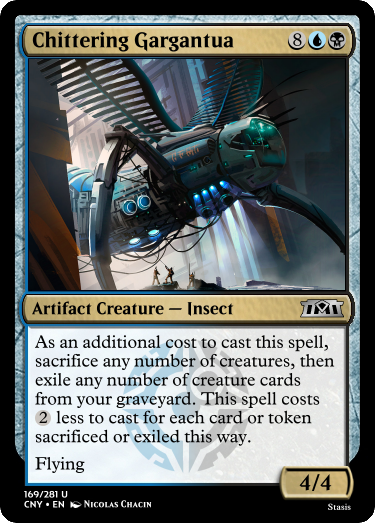 Chittering Gargantua 8
Artifact Creature — Insect
As an additional cost to cast this spell,
sacrifice any number of creatures, then
exile any number of creature cards
from your graveyard. This spell costs
2 less to cast for each card or token
sacrificed or exiled this way.
Flying
4/4
169/281 U
CNY • EN Nicolas Chacin
Stasis